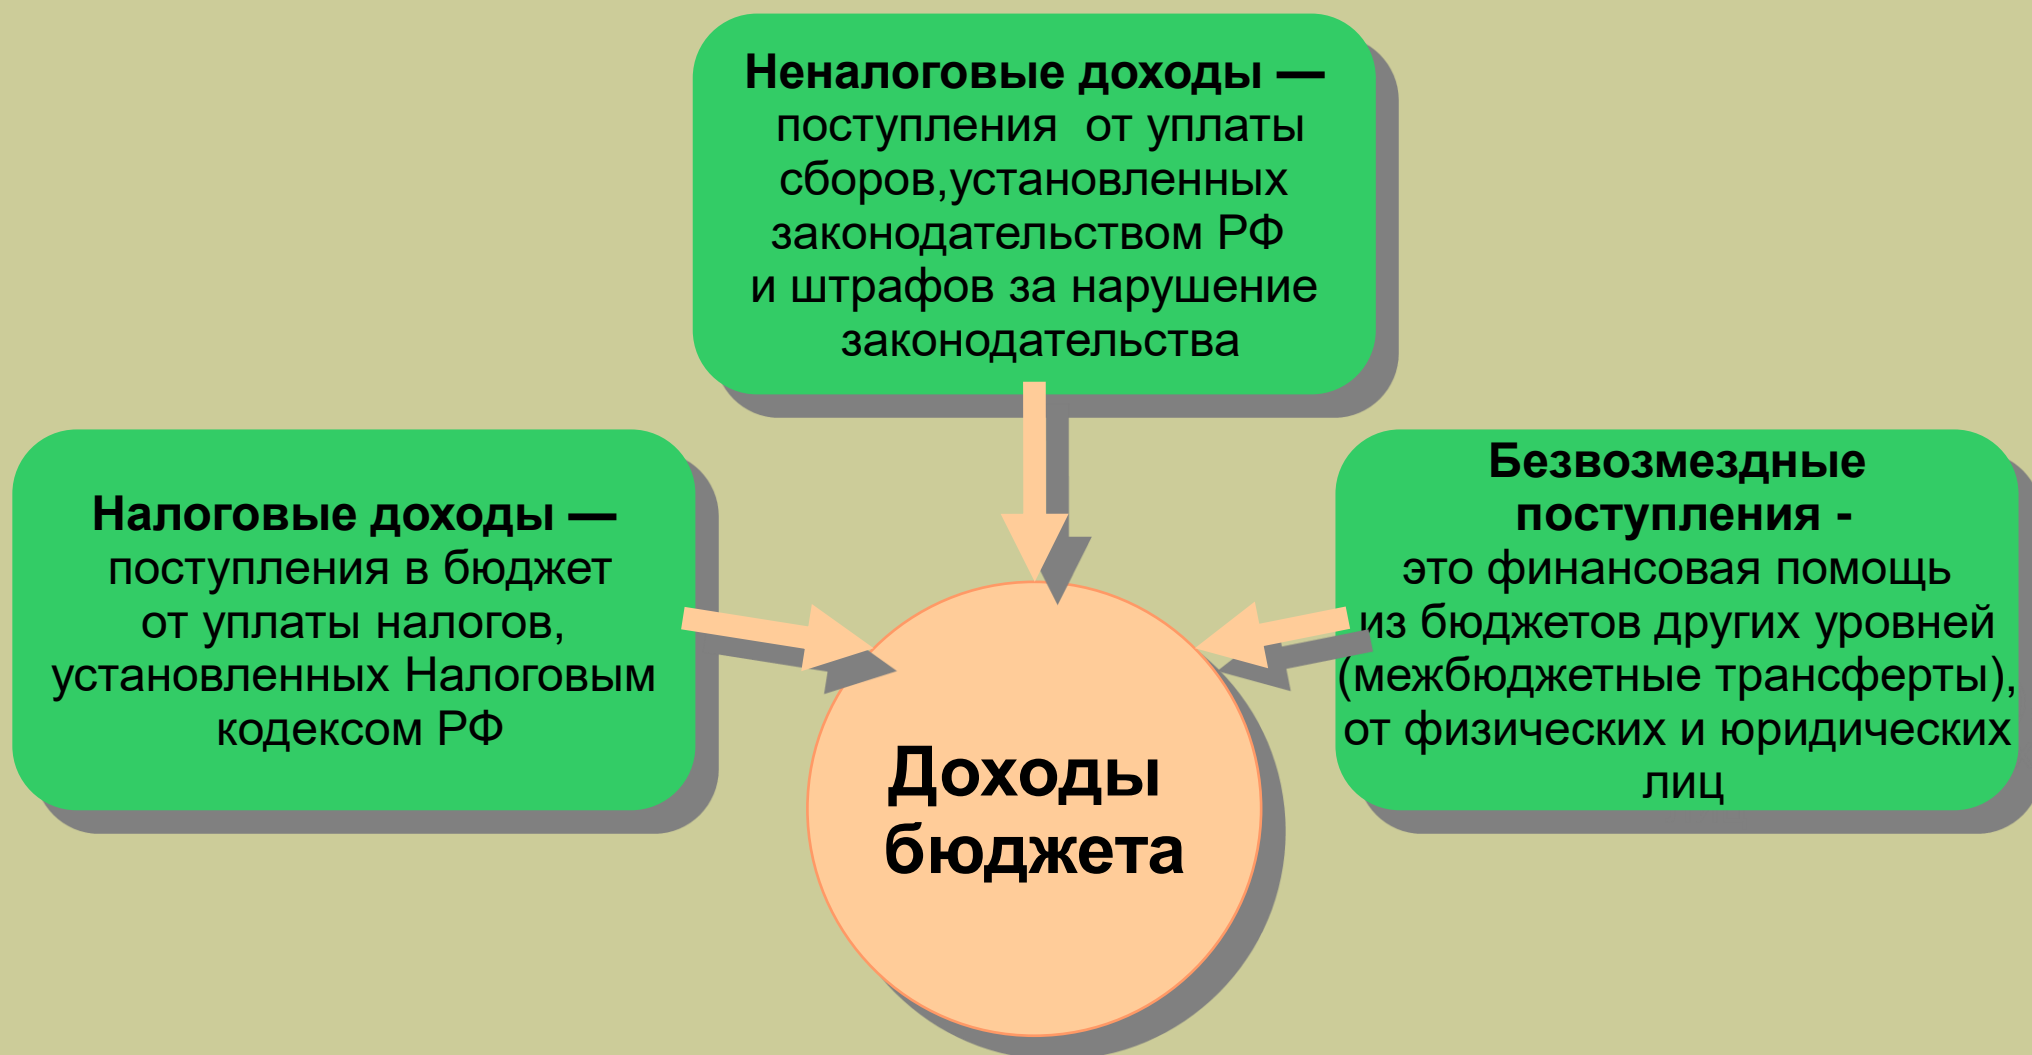 Неналоговые доходы —
поступления от уплаты
сборов,установленных
законодательством РФ
и штрафов за нарушение
законодательства
Налоговые доходы —
поступления в бюджет
от уплаты налогов,
установленных Налоговым
кодексом РФ
Безвозмездные
поступления -
это финансовая помощь
из бюджетов других уровней
(межбюджетные трансферты),
от физических и юридических
лиц
Доходы
бюджета